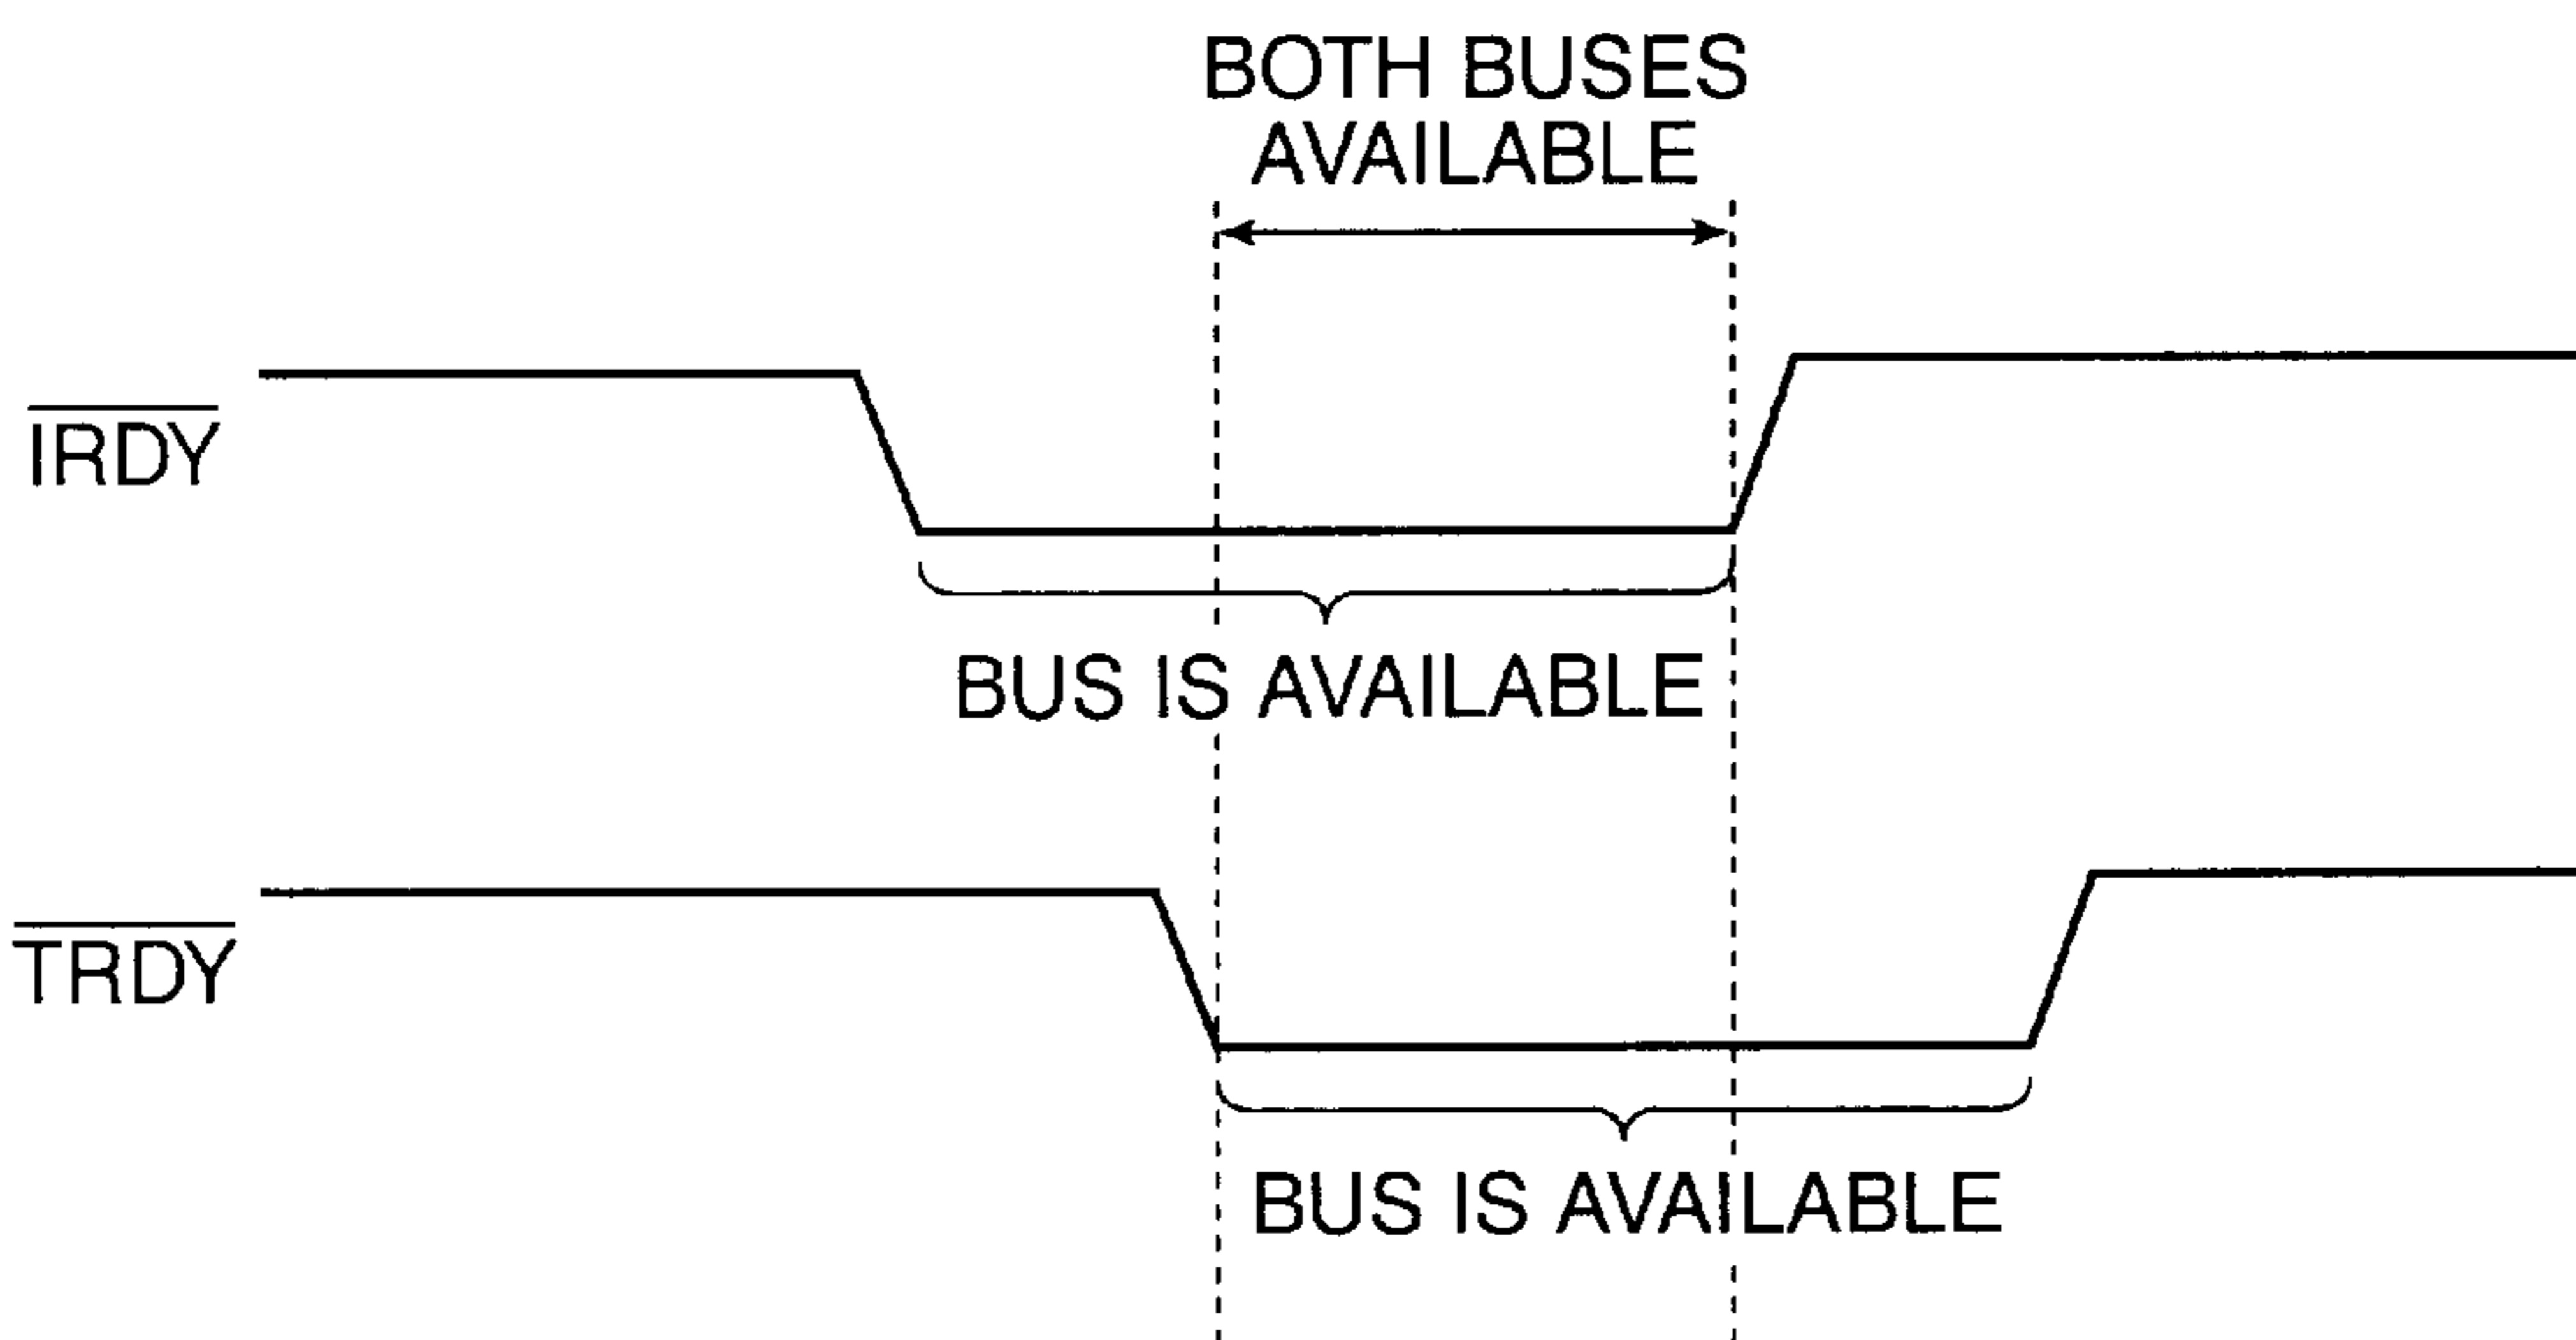 BOTH BUSES
AVAILABLE
IRDY
BUS IS AVAILABLE
TRDY
BUS IS AVAILABLE